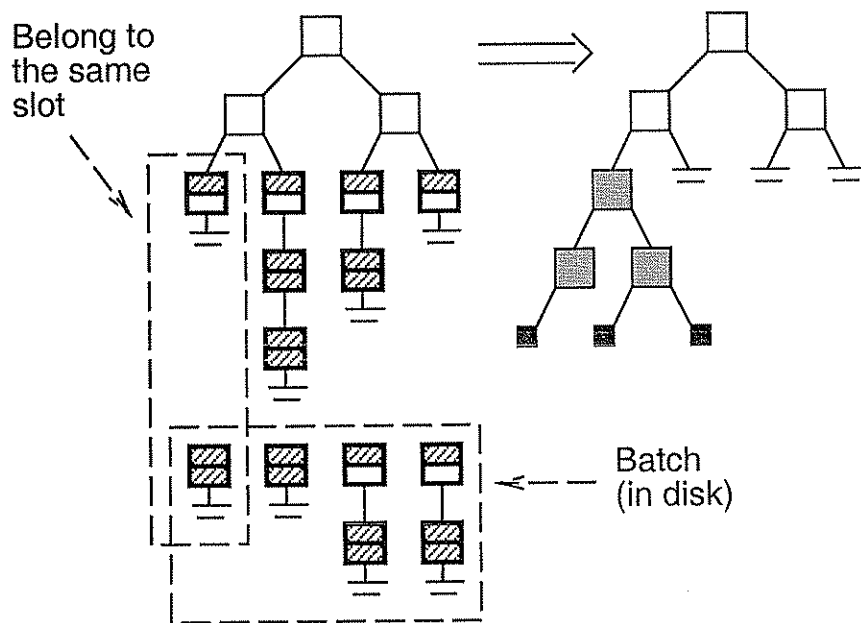 Belong to
the same
slot
Batch
(in disk)